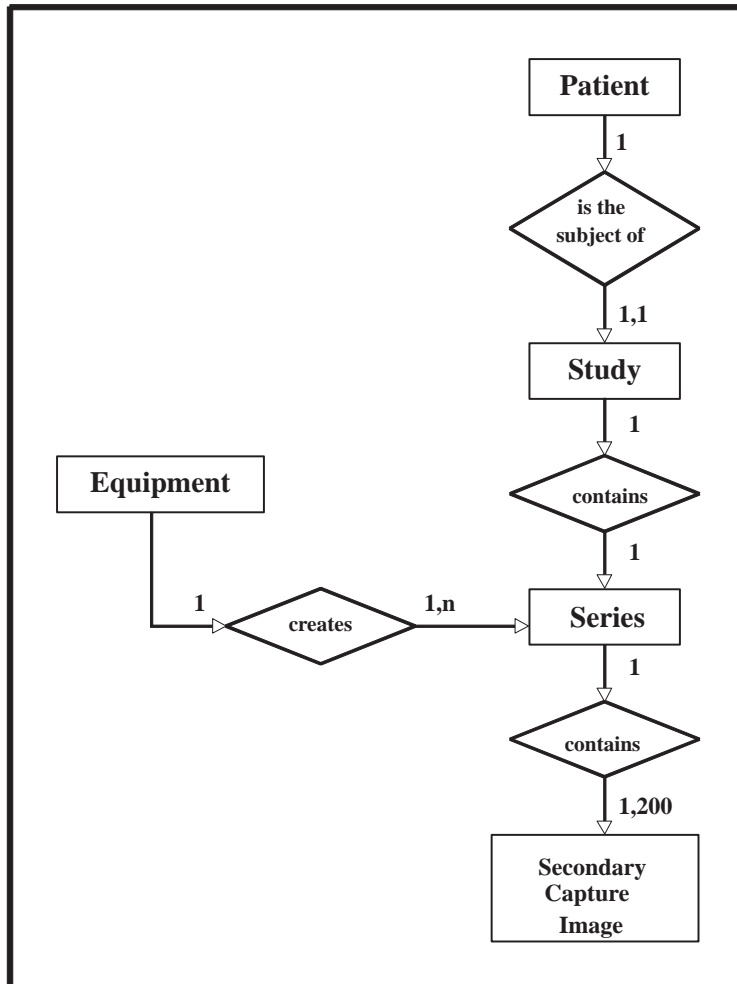 Patient
1
is the
subject of
1,1
Study
1
Equipment
contains
1
1
creates
1,n
Series
1
contains
1,200
Secondary
Capture
Image